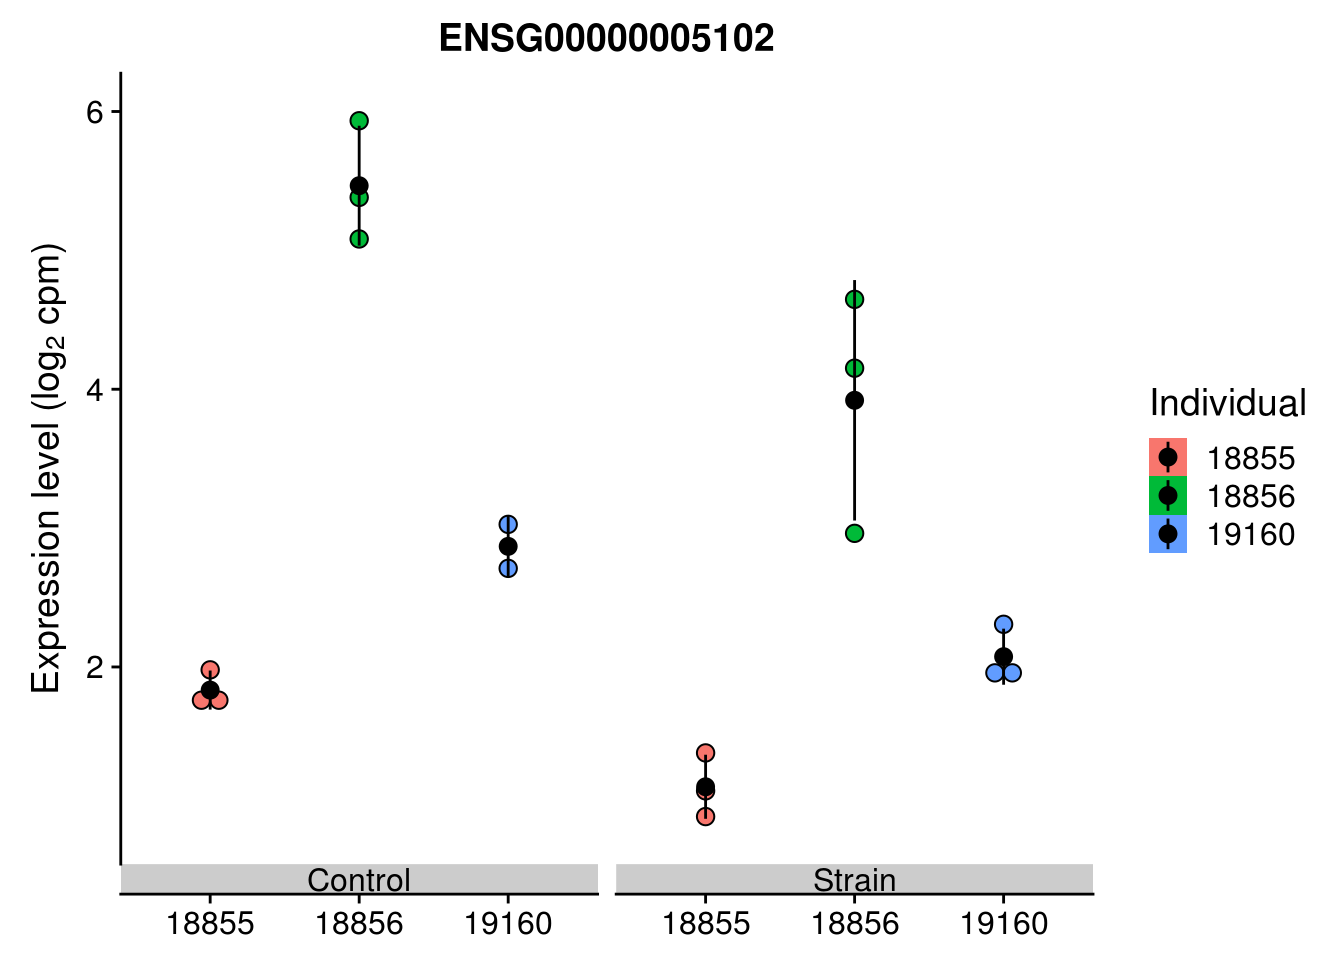 ENSG00000005102
Expression level (log₂ cpm)
6
4
2
Control
Strain
18855 18856 19160
18855 18856 19160
Individual
18855
18856
19160